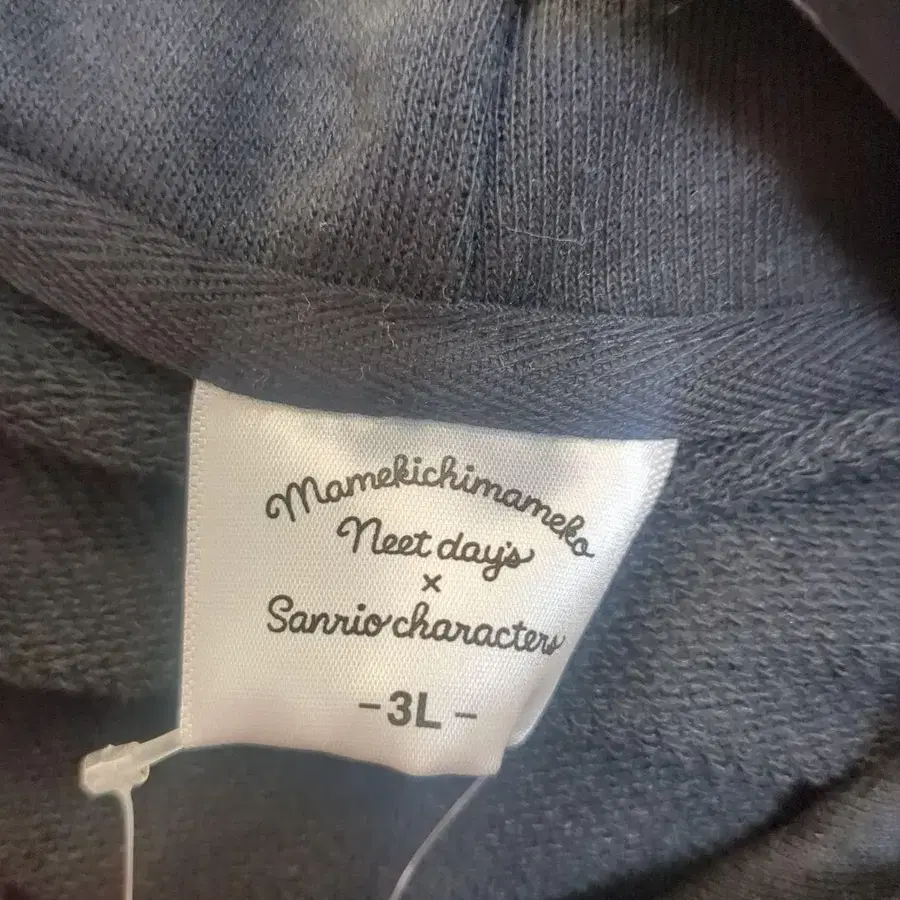 Mamekichimameko
Neet day's
×
Sanrio characters
-3L-